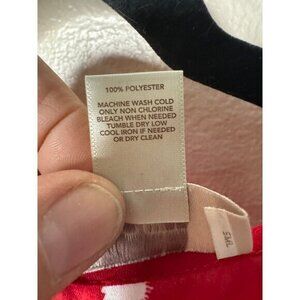 100% POLYESTER
MACHINE WASH COLD
ONLY NON CHLORINE
BLEACH WHEN NEEDED
TUMBLE DRY LOW
COOL IRON IF NEEDED
OR DRY CLEAN